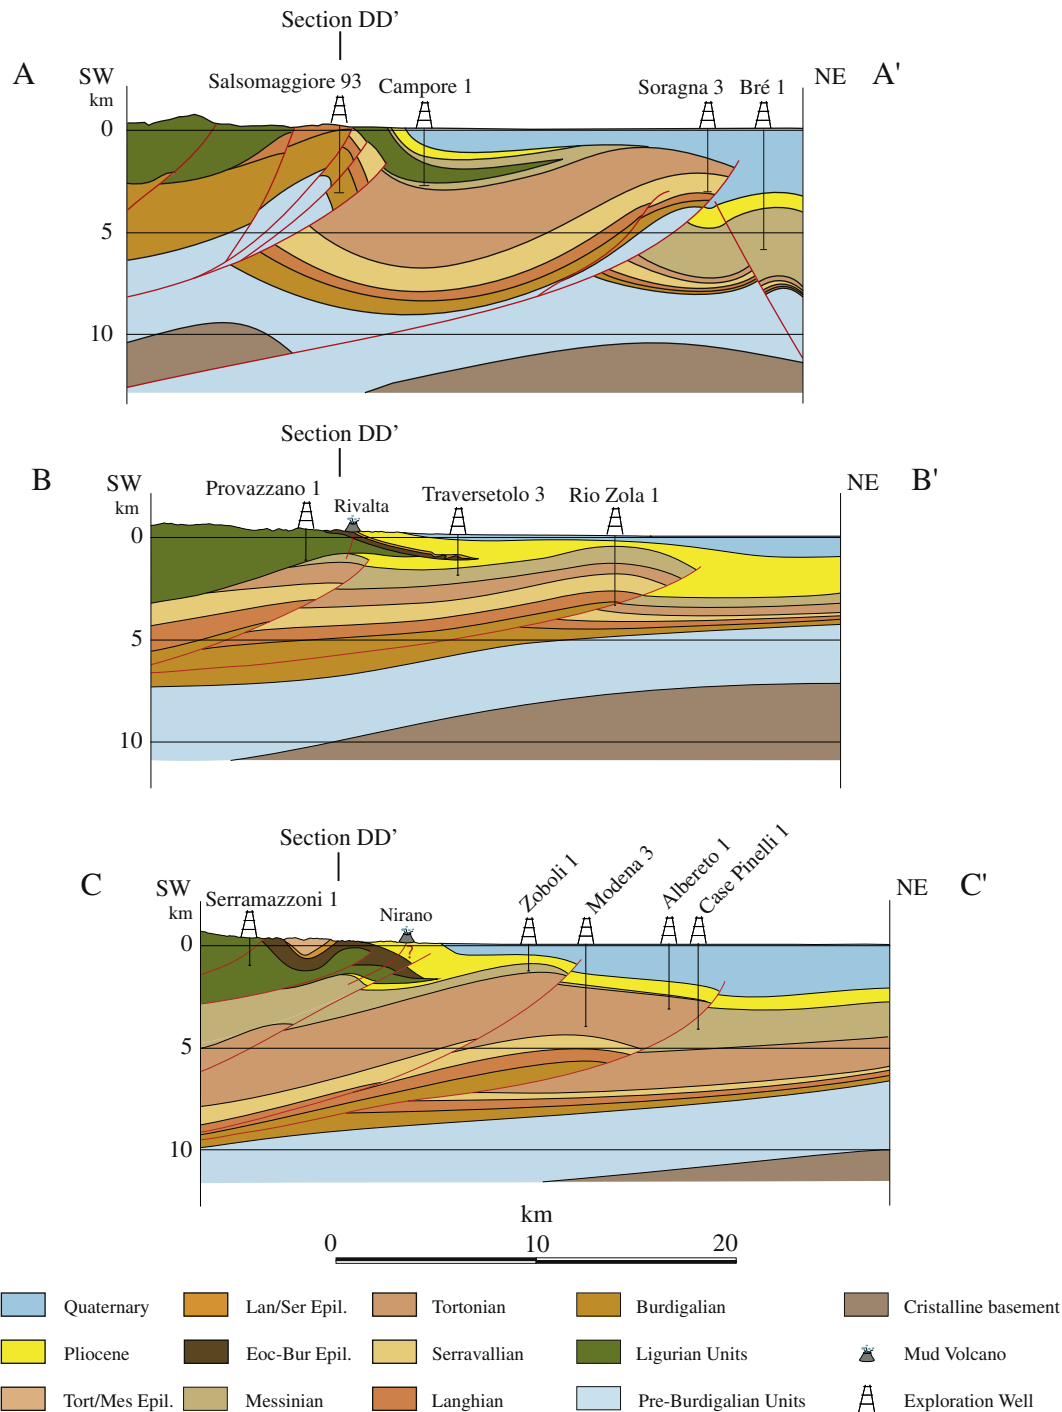 Section DD’
A SW NE A'
km
Salsomaggiore 93 Campore 1 Soragna 3 Bré 1
0
5
10
Section DD’
B SW NE B'
km
Provazzano 1 Rivalta Traversetolo 3 Rio Zola 1
0
5
10
Section DD’
C SW NE C'
km
Serramazzoni 1 Nirano Zoboli 1 Modena 3 Albereto 1 Case Pinelli 1
0
5
10
km
0 10 20
Quaternary Lan/Ser Epil. Tortonian Burdigalian Cristalline basement
Pliocene Eoc-Bur Epil. Serravallian Ligurian Units Mud Volcano
Tort/Mes Epil. Messinian Langhian Pre-Burdigalian Units Exploration Well